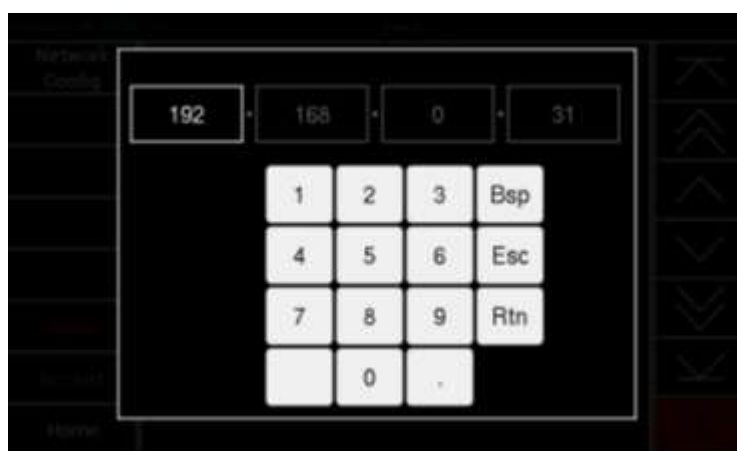 Network
Config
192 . 168 . 0 . 31
1 2 3 Bsp
4 5 6 Esc
7 8 9 Rtn
0 .
Home